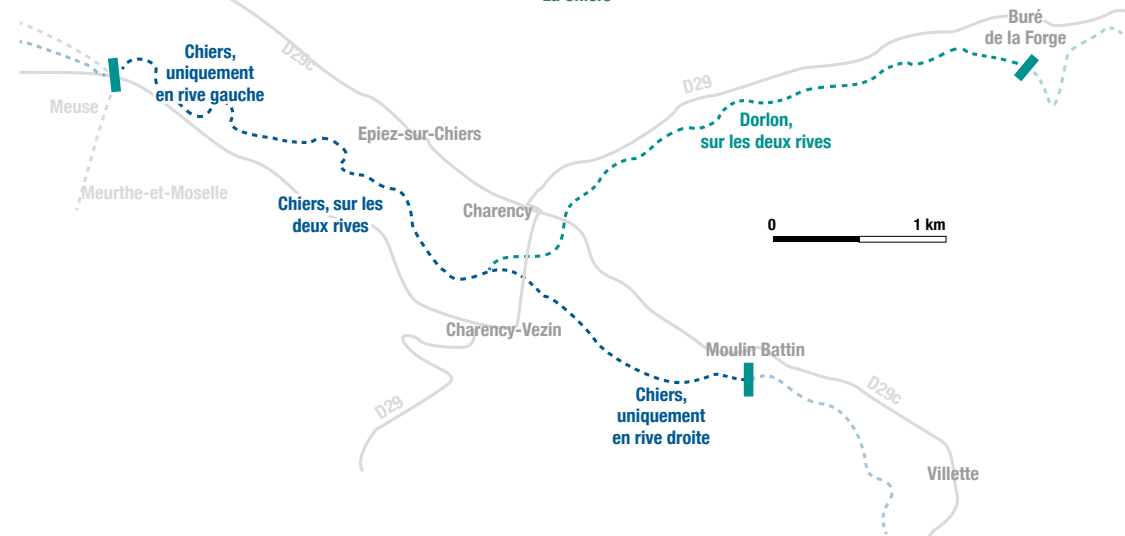 La Chiers
Buré
de la Forge
Chiers,
uniquement
en rive gauche
D29c
D29
Meuse
Dorlon,
sur les deux rives
Epiez-sur-Chiers
Meurthe-et-Moselle
Chiers, sur les
deux rives
Charency
0 1 km
Charency-Vezin
Moulin Battin
D29c
D29
Chiers,
uniquement
en rive droite
Villette